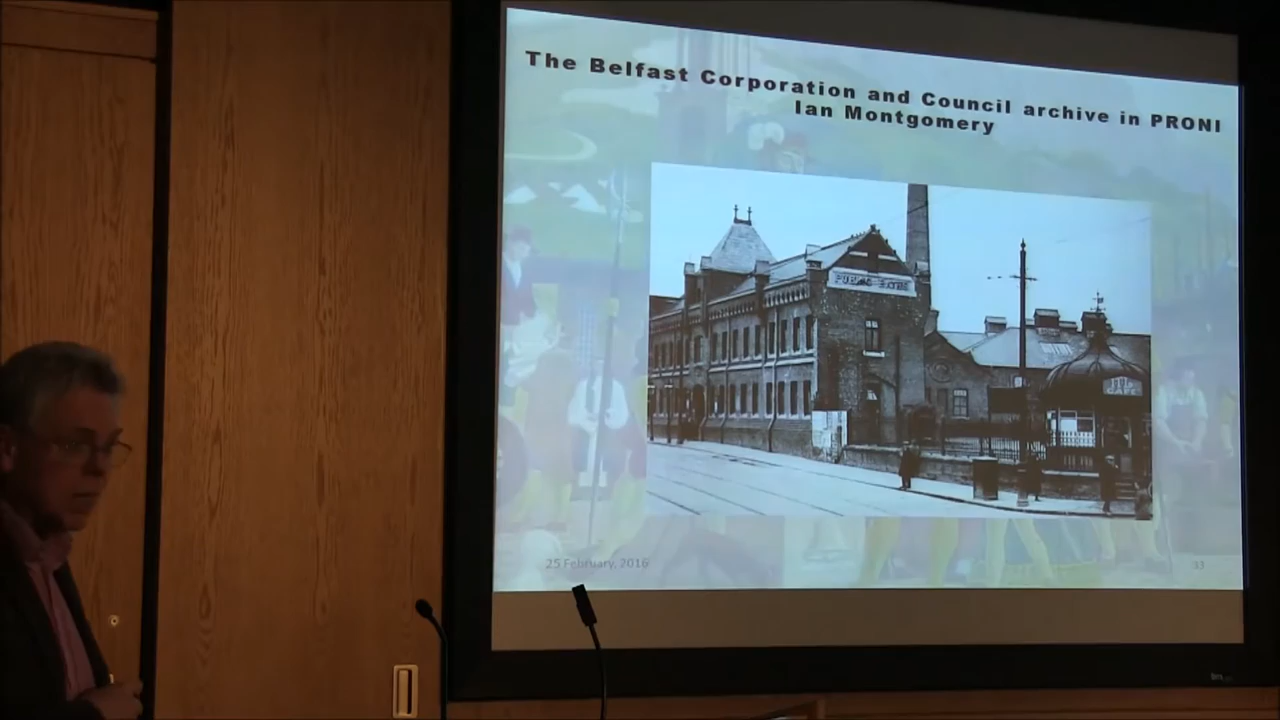 The Belfast Corporation and Council archive in PRONI
Ian Montgomery
PUBLIC BATHS
25 February, 2016
33